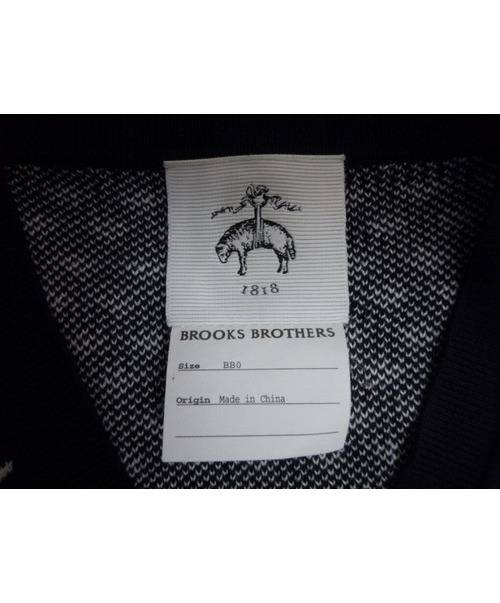 1818
BROOKS BROTHERS
Size BB0
Origin Made in China